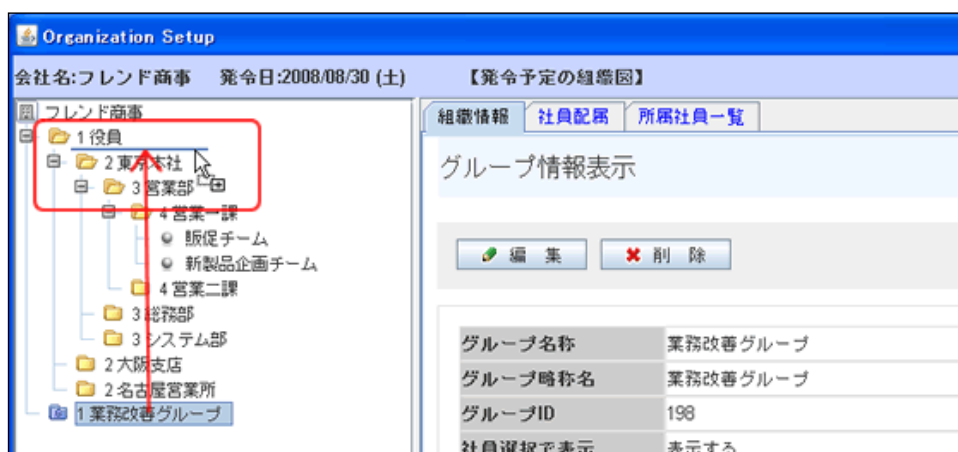 Organization Setup
会社名:フレンド商事 発令日:2008/08/30 (土) 【発令予定の組織図】
フレンド商事
1 役員
2 東京本社
3 営業部
4 営業一課
販促チーム
新製品企画チーム
4 営業二課
3 総務部
3 システム部
2 大阪支店
2 名古屋営業所
1 業務改善グループ
組織情報 社員配属 所属社員一覧
グループ情報表示
編 集 削 除
グループ名称 業務改善グループ
グループ略称名 業務改善グループ
グループID 198
社員選択で表示 表示する